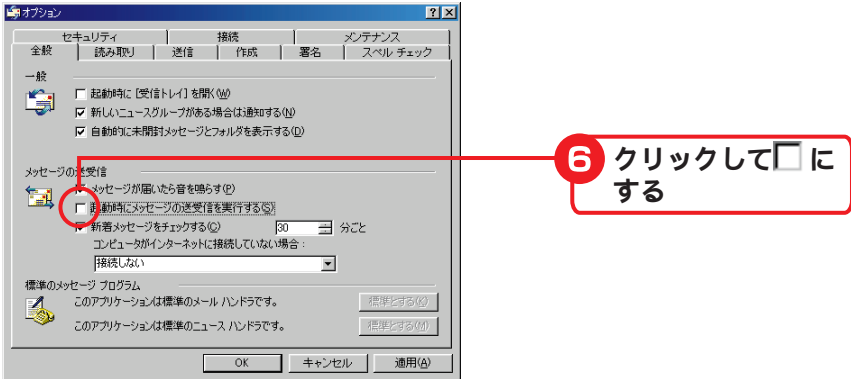 オプション
セキュリティ 接続 メンテナンス
全般 読み取り 送信 作成 署名 スペル チェック
一般
起動時に [受信トレイ] を開く(W)
新しいニュースグループがある場合は通知する(N)
自動的に未開封メッセージとフォルダを表示する(D)
メッセージの送受信
メッセージが届いたら音を鳴らす(P)
起動時にメッセージの送受信を実行する(S)
新着メッセージをチェックする(C) 30 分ごと
コンピュータがインターネットに接続していない場合:
接続しない
標準のメッセージ プログラム
このアプリケーションは標準のメール ハンドラです。 標準とする(K)
このアプリケーションは標準のニュース ハンドラです。 標準とする(M)
OK キャンセル 適用(A)
6 クリックして□に
する